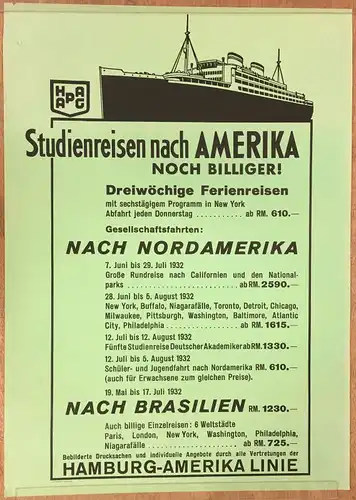 HAPAG
Studienreisen nach AMERIKA
NOCH BILLIGER!
Dreiwöchige Ferienreisen
mit sechstägigem Programm in New York
Abfahrt jeden Donnerstag ........... ab RM. 610.—
Gesellschaftsfahrten:
NACH NORDAMERIKA
7. Juni bis 29. Juli 1932
Große Rundreise nach Californien und den National-
parks ........................ ab RM. 2590.—
28. Juni bis 5. August 1932
New York, Buffalo, Niagarafälle, Toronto, Detroit, Chicago,
Milwaukee, Pittsburgh, Washington, Baltimore, Atlantic
City, Philadelphia ................. ab RM. 1615.—
12. Juli bis 12. August 1932
Fünfte Studienreise Deutscher Akademiker ab RM. 1330.—
12. Juli bis 5. August 1932
Schüler- und Jugendfahrt nach Nordamerika RM. 610.—
(auch für Erwachsene zum gleichen Preise).
19. Mai bis 17. Juli 1932
NACH BRASILIEN RM. 1230.—
Auch billige Einzelreisen: 6 Weltstädte
Paris, London, New York, Washington, Philadelphia,
Niagarafälle ..................... ab RM. 725.—
Bebilderte Drucksachen und individuelle Angebote durch alle Vertretungen der
HAMBURG-AMERIKA LINIE